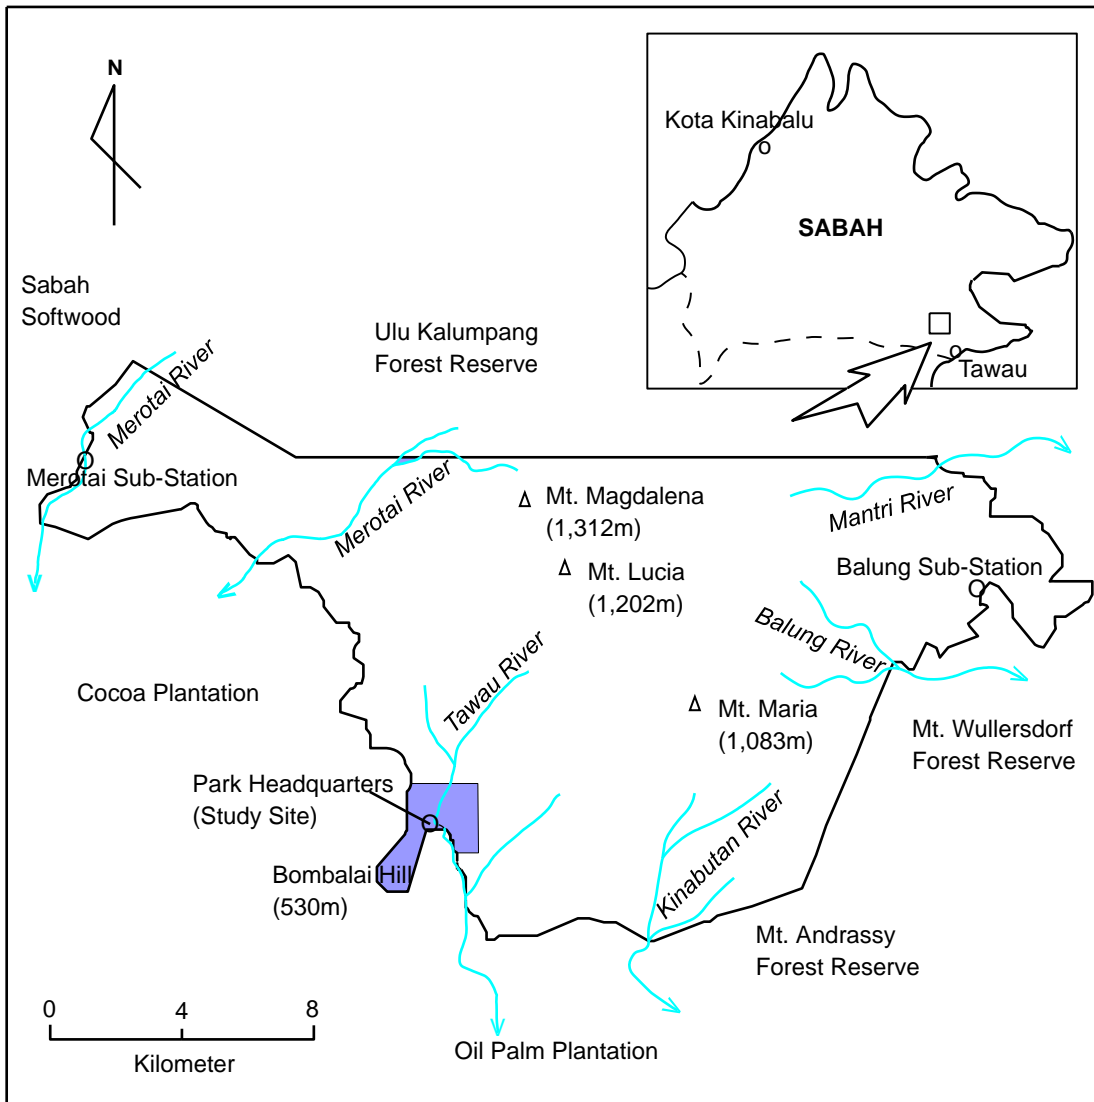 N
Kota Kinabalu
SABAH
Tawau
Sabah
Softwood
Ulu Kalumpang
Forest Reserve
Merotai River
Merotai Sub-Station
Merotai River
Mt. Magdalena
(1,312m)
Mantri River
Mt. Lucia
(1,202m)
Balung Sub-Station
Balung River
Tawau River
Cocoa Plantation
Mt. Maria
(1,083m)
Mt. Wullersdorf
Forest Reserve
Park Headquarters
(Study Site)
Kinabutan River
Bombalai Hill
(530m)
Mt. Andrassy
Forest Reserve
0 4 8
Kilometer
Oil Palm Plantation